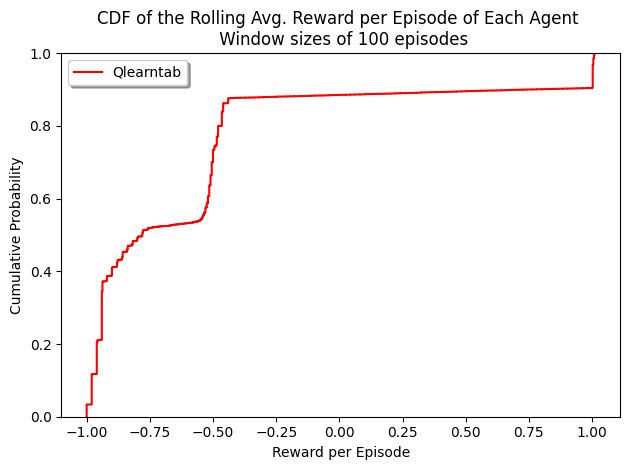 CDF of the Rolling Avg. Reward per Episode of Each Agent
Window sizes of 100 episodes
Qlearntab
1.0
0.8
0.6
0.4
0.2
0.0
Cumulative Probability
−1.00 −0.75 −0.50 −0.25 0.00 0.25 0.50 0.75 1.00
Reward per Episode